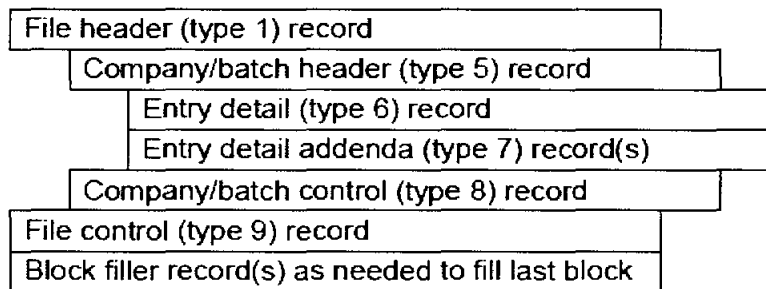 File header (type 1) record
Company/batch header (type 5) record
Entry detail (type 6) record
Entry detail addenda (type 7) record(s)
Company/batch control (type 8) record
File control (type 9) record
Block filler record(s) as needed to fill last block